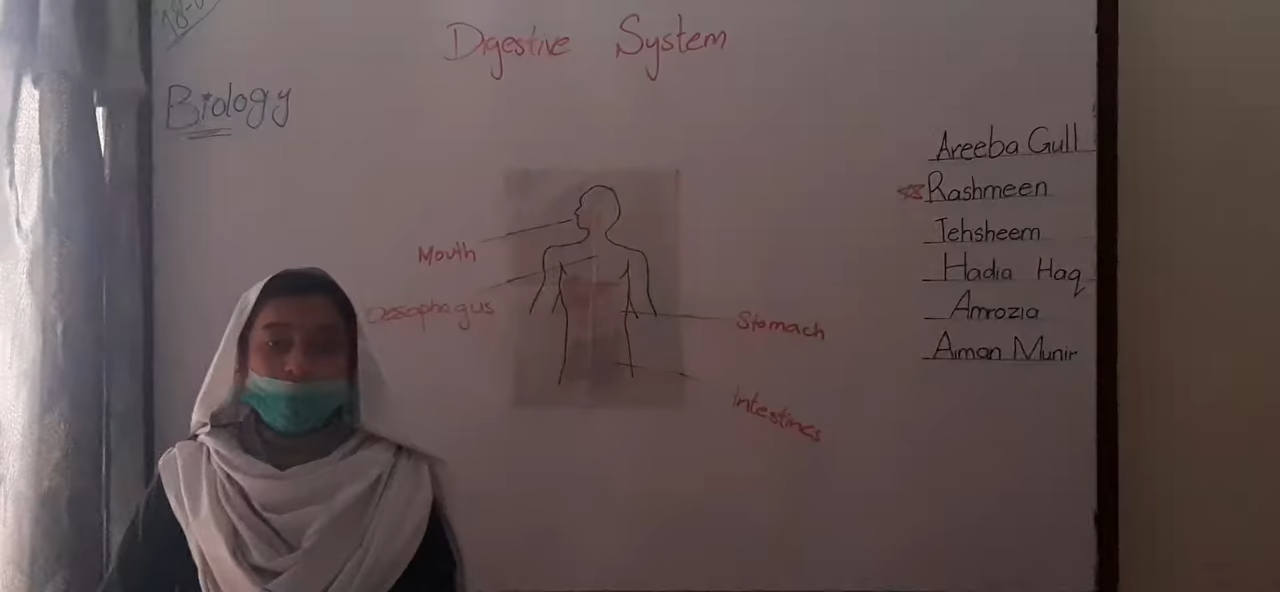 Digestive System
Biology
Areeba Gull
Rashmeen
Tehsheem
Hadia Haq
Amrozia
Aiman Munir
Mouth
Oesophagus
Stomach
Intestines